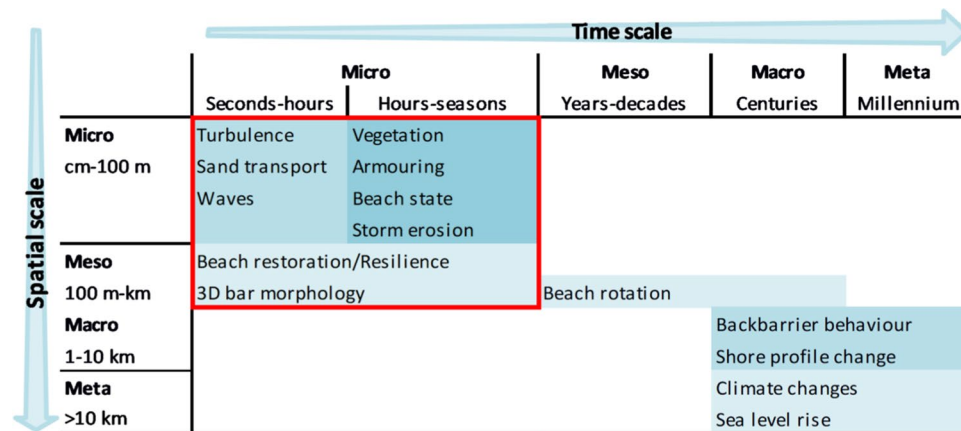 Time scale
Micro Meso Macro Meta
Seconds-hours Hours-seasons Years-decades Centuries Millennium
Spatial scale
Micro Turbulence Vegetation
cm-100 m Sand transport Armouring
Waves Beach state
Storm erosion
Meso Beach restoration/Resilience
100 m-km 3D bar morphology Beach rotation
Macro Backbarrier behaviour
1-10 km Shore profile change
Meta Climate changes
>10 km Sea level rise